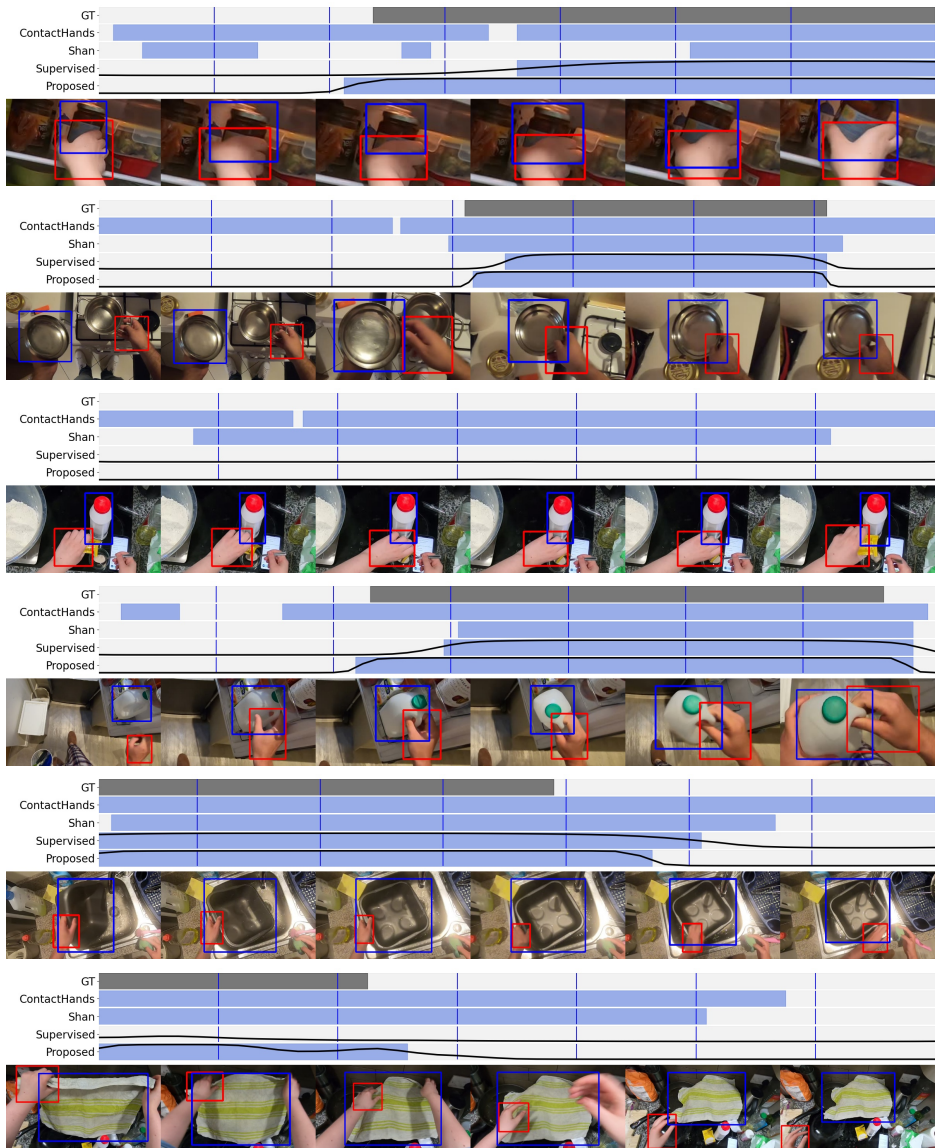 GT
ContactHands
Shan
Supervised
Proposed
GT
ContactHands
Shan
Supervised
Proposed
GT
ContactHands
Shan
Supervised
Proposed
GT
ContactHands
Shan
Supervised
Proposed
GT
ContactHands
Shan
Supervised
Proposed
GT
ContactHands
Shan
Supervised
Proposed